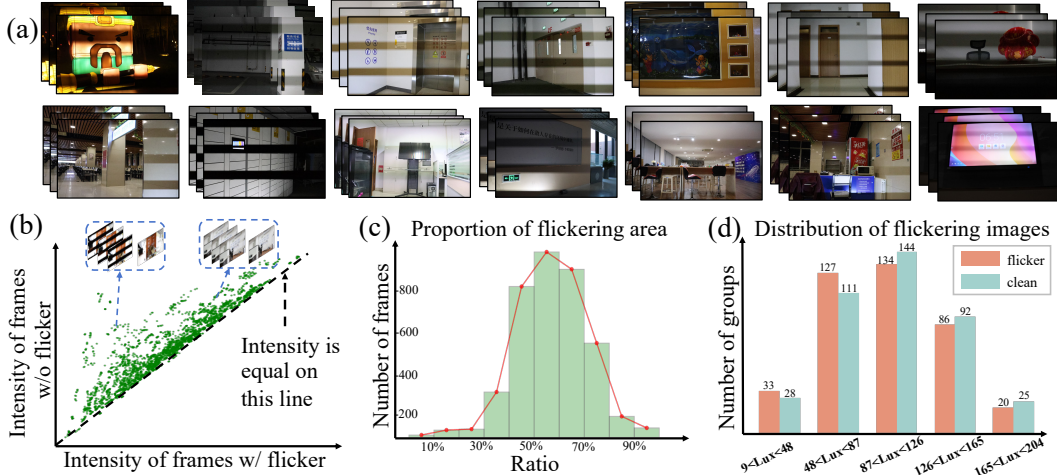 (a)
(b)
Intensity of frames
w/o flicker
Intensity is
equal on
this line
Intensity of frames w/ flicker
(c)
Proportion of flickering area
Number of frames
800
600
400
200
10%
30%
50%
70%
90%
Ratio
(d)
Distribution of flickering images
Number of groups
flicker
clean
33
28
127
111
134
144
86
92
20
25
9<Lux<48
48<Lux<87
87<Lux<126
126<Lux<165
165<Lux<204